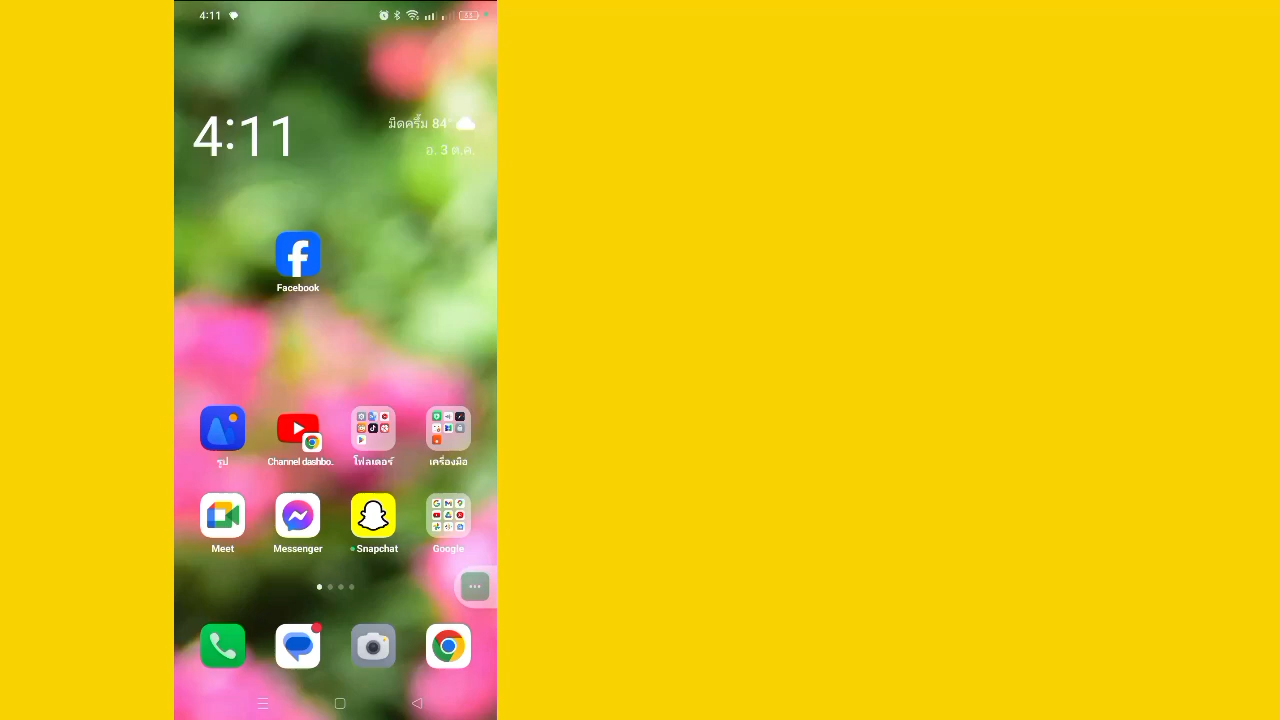 4:11
53
4:11
มืดครึ้ม 84°
อ. 3 ต.ค.
Facebook
รูป
Channel dashbo..
โฟลเดอร์
เครื่องมือ
Meet
Messenger
Snapchat
Google